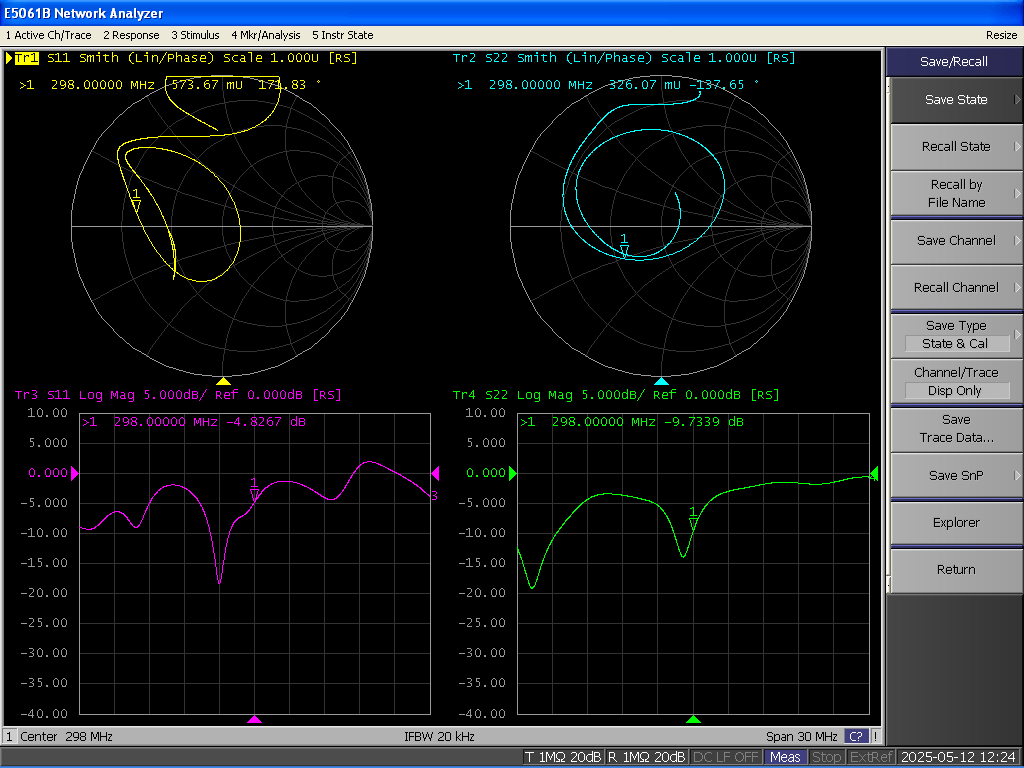 E5061B Network Analyzer
1 Active Ch/Trace 2 Response 3 Stimulus 4 Mkr/Analysis 5 Instr State
Resize
Tr1 S11 Smith (Lin/Phase) Scale 1.000U [RS]
>1 298.00000 MHz 573.67 mU 171.83 °
1
Tr2 S22 Smith (Lin/Phase) Scale 1.000U [RS]
>1 298.00000 MHz 326.07 mU -137.65 °
1
Tr3 S11 Log Mag 5.000dB/ Ref 0.000dB [RS]
10.00
>1 298.00000 MHz -4.8267 dB
5.000
0.000
1
3
-5.000
-10.00
-15.00
-20.00
-25.00
-30.00
-35.00
-40.00
Tr4 S22 Log Mag 5.000dB/ Ref 0.000dB [RS]
10.00
>1 298.00000 MHz -9.7339 dB
5.000
0.000
4
-5.000
1
-10.00
-15.00
-20.00
-25.00
-30.00
-35.00
-40.00
Save/Recall
Save State
Recall State
Recall by
File Name
Save Channel
Recall Channel
Save Type
State & Cal
Channel/Trace
Disp Only
Save
Trace Data...
Save SnP
Explorer
Return
1 Center 298 MHz IFBW 20 kHz Span 30 MHz C? !
T 1MΩ 20dB R 1MΩ 20dB DC LF OFF Meas Stop ExtRef 2025-05-12 12:24